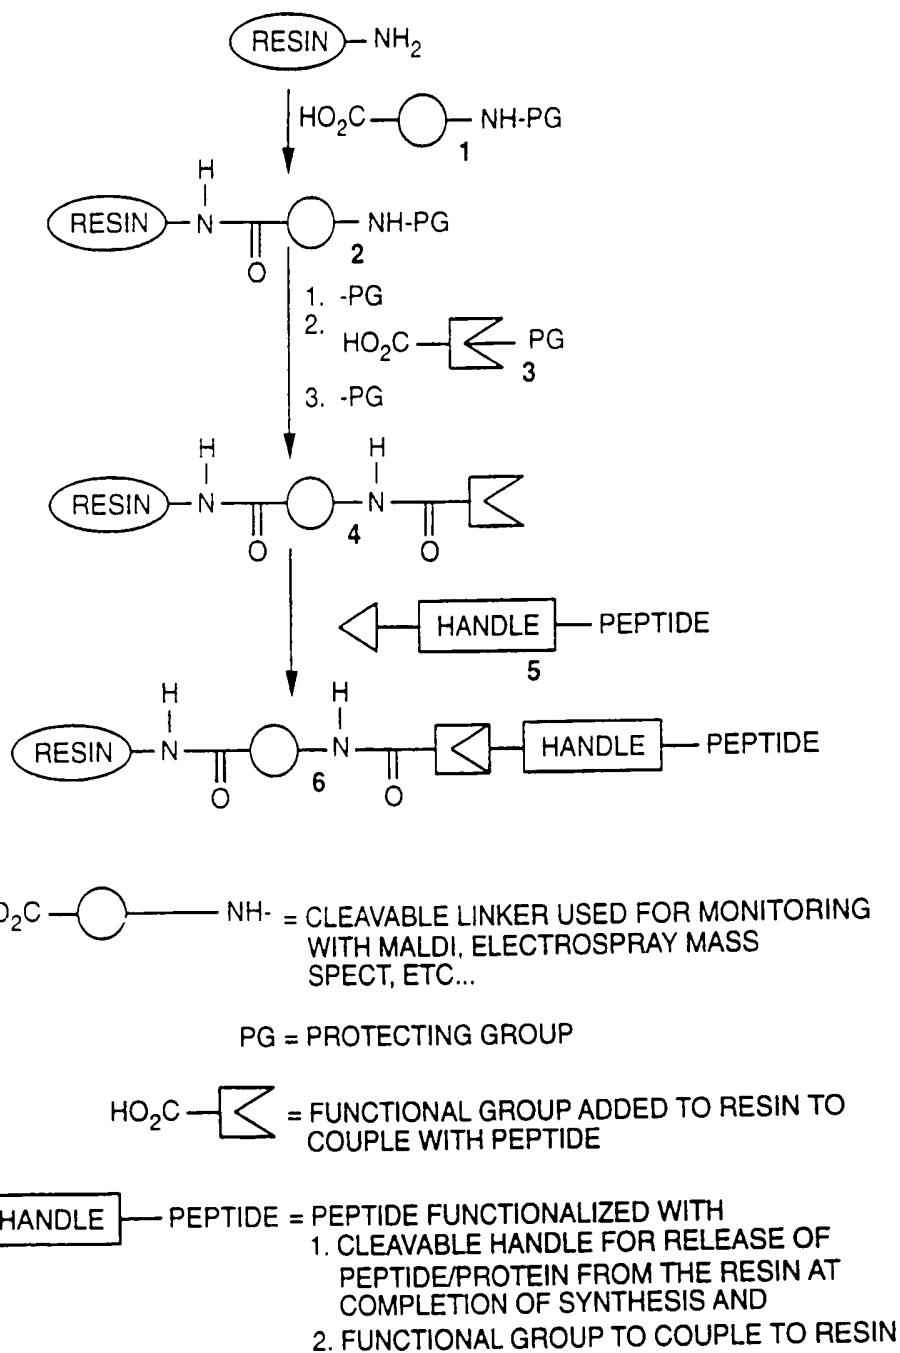 RESIN NH2
HO2C NH-PG
1
H
RESIN N NH-PG
O 2
1. -PG
2.
HO2C PG
3
3. -PG
H H
RESIN N N
O 4 O
HANDLE PEPTIDE
5
H H
RESIN N N HANDLE PEPTIDE
O 6 O
O2C NH- = CLEAVABLE LINKER USED FOR MONITORING
WITH MALDI, ELECTROSPRAY MASS
SPECT, ETC...
PG = PROTECTING GROUP
HO2C = FUNCTIONAL GROUP ADDED TO RESIN TO
COUPLE WITH PEPTIDE
HANDLE PEPTIDE = PEPTIDE FUNCTIONALIZED WITH
1. CLEAVABLE HANDLE FOR RELEASE OF
PEPTIDE/PROTEIN FROM THE RESIN AT
COMPLETION OF SYNTHESIS AND
2. FUNCTIONAL GROUP TO COUPLE TO RESIN